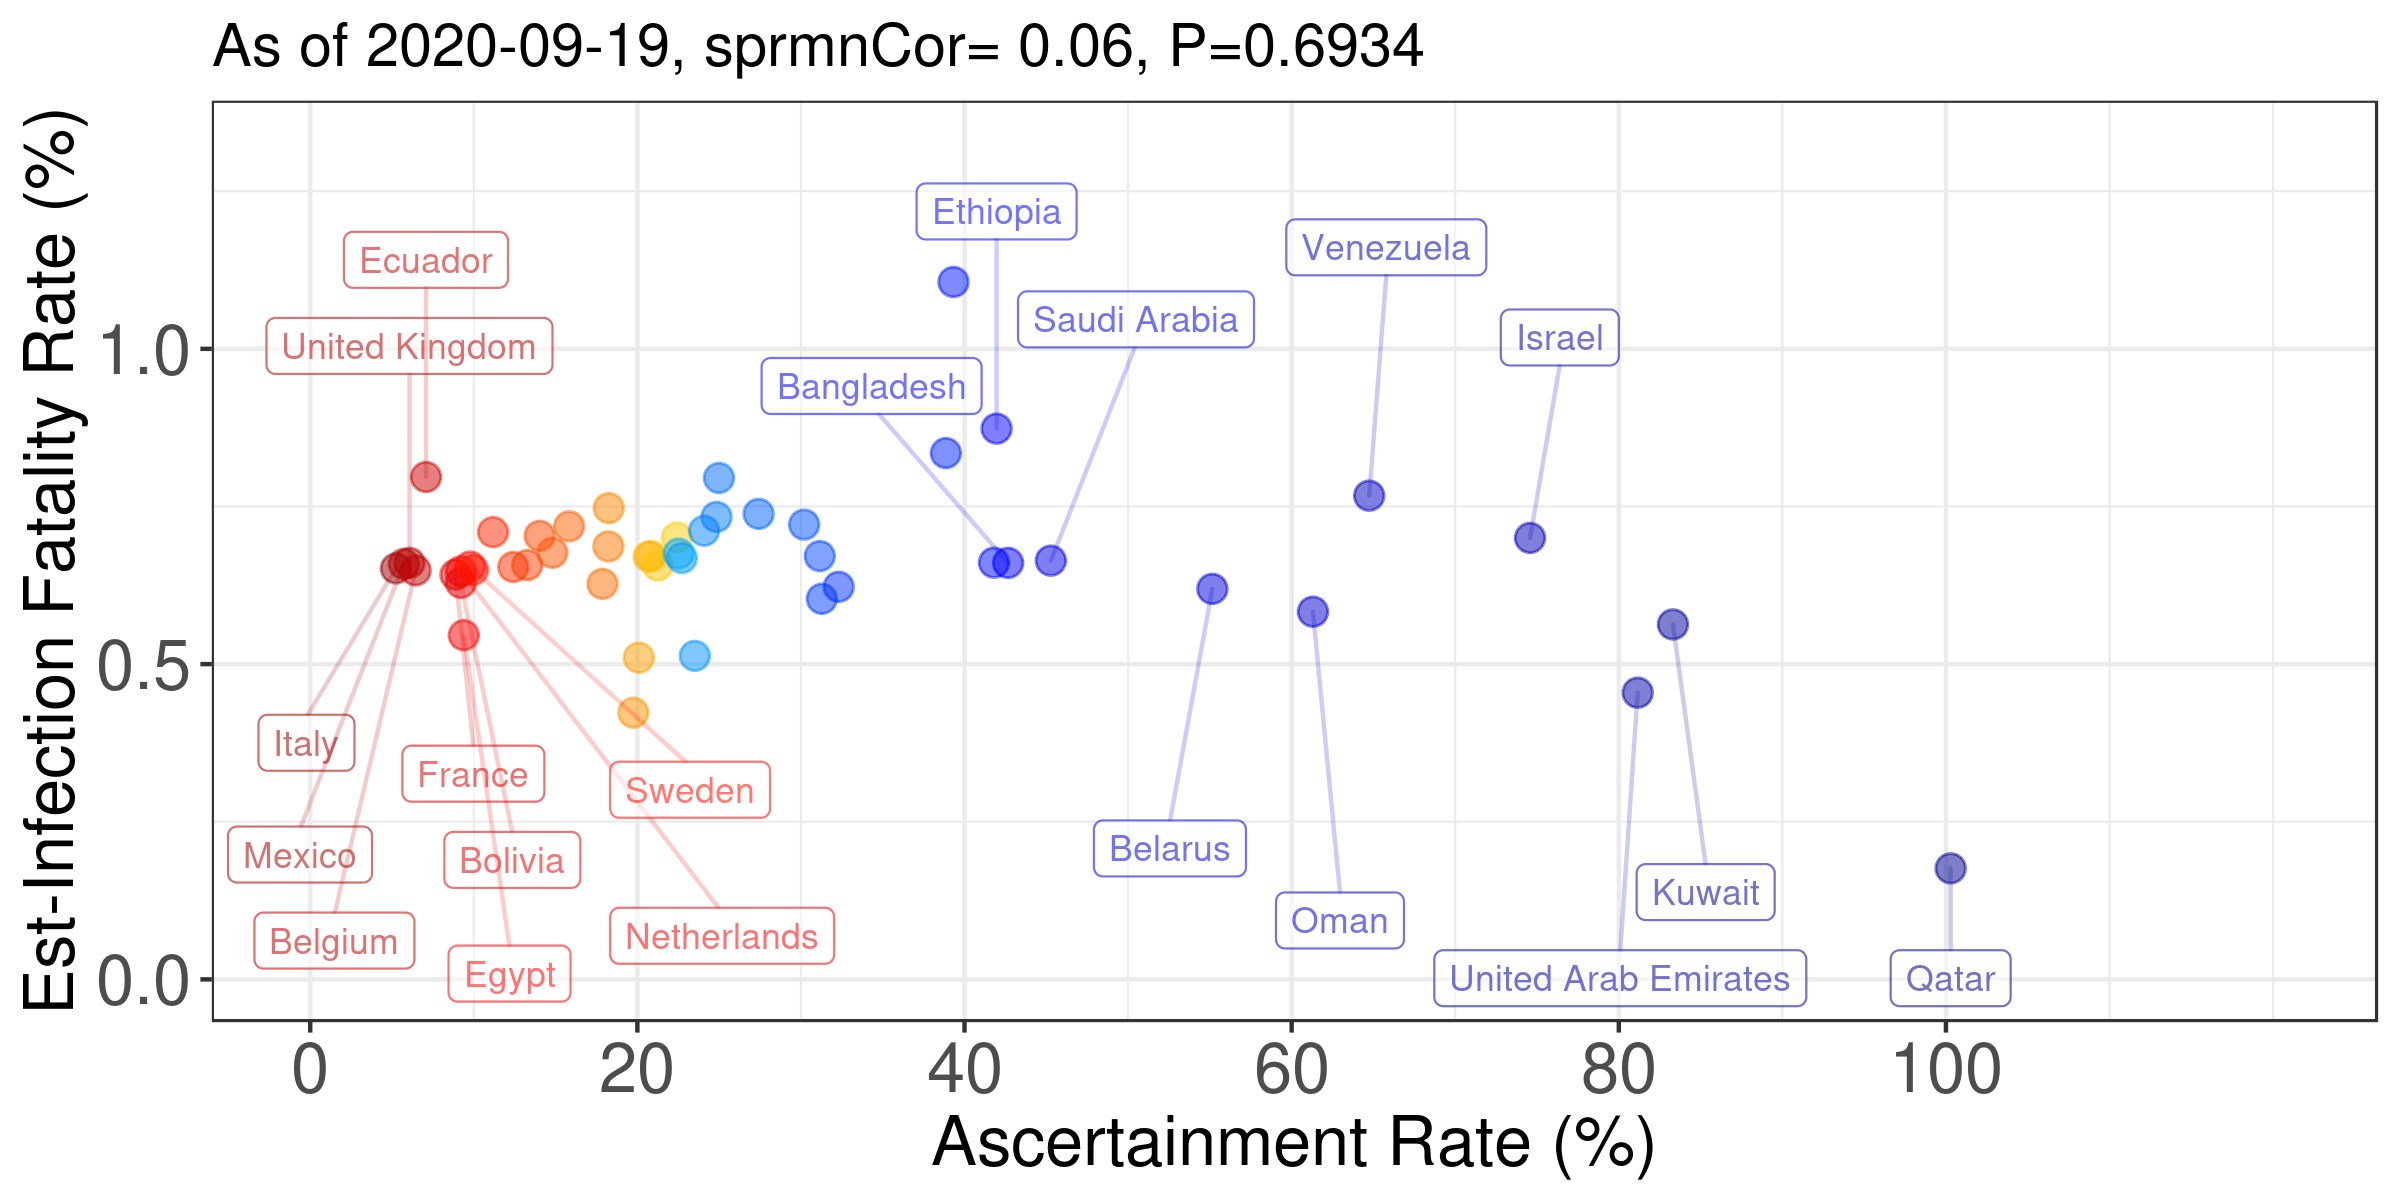 As of 2020-09-19, sprmnCor= 0.06, P=0.6934
Est-Infection Fatality Rate (%)
1.0
0.5
0.0
Ethiopia
Venezuela
Ecuador
Saudi Arabia
Israel
United Kingdom
Bangladesh
Italy
France
Sweden
Mexico
Bolivia
Belarus
Kuwait
Belgium
Netherlands
Oman
Egypt
United Arab Emirates
Qatar
0 20 40 60 80 100
Ascertainment Rate (%)